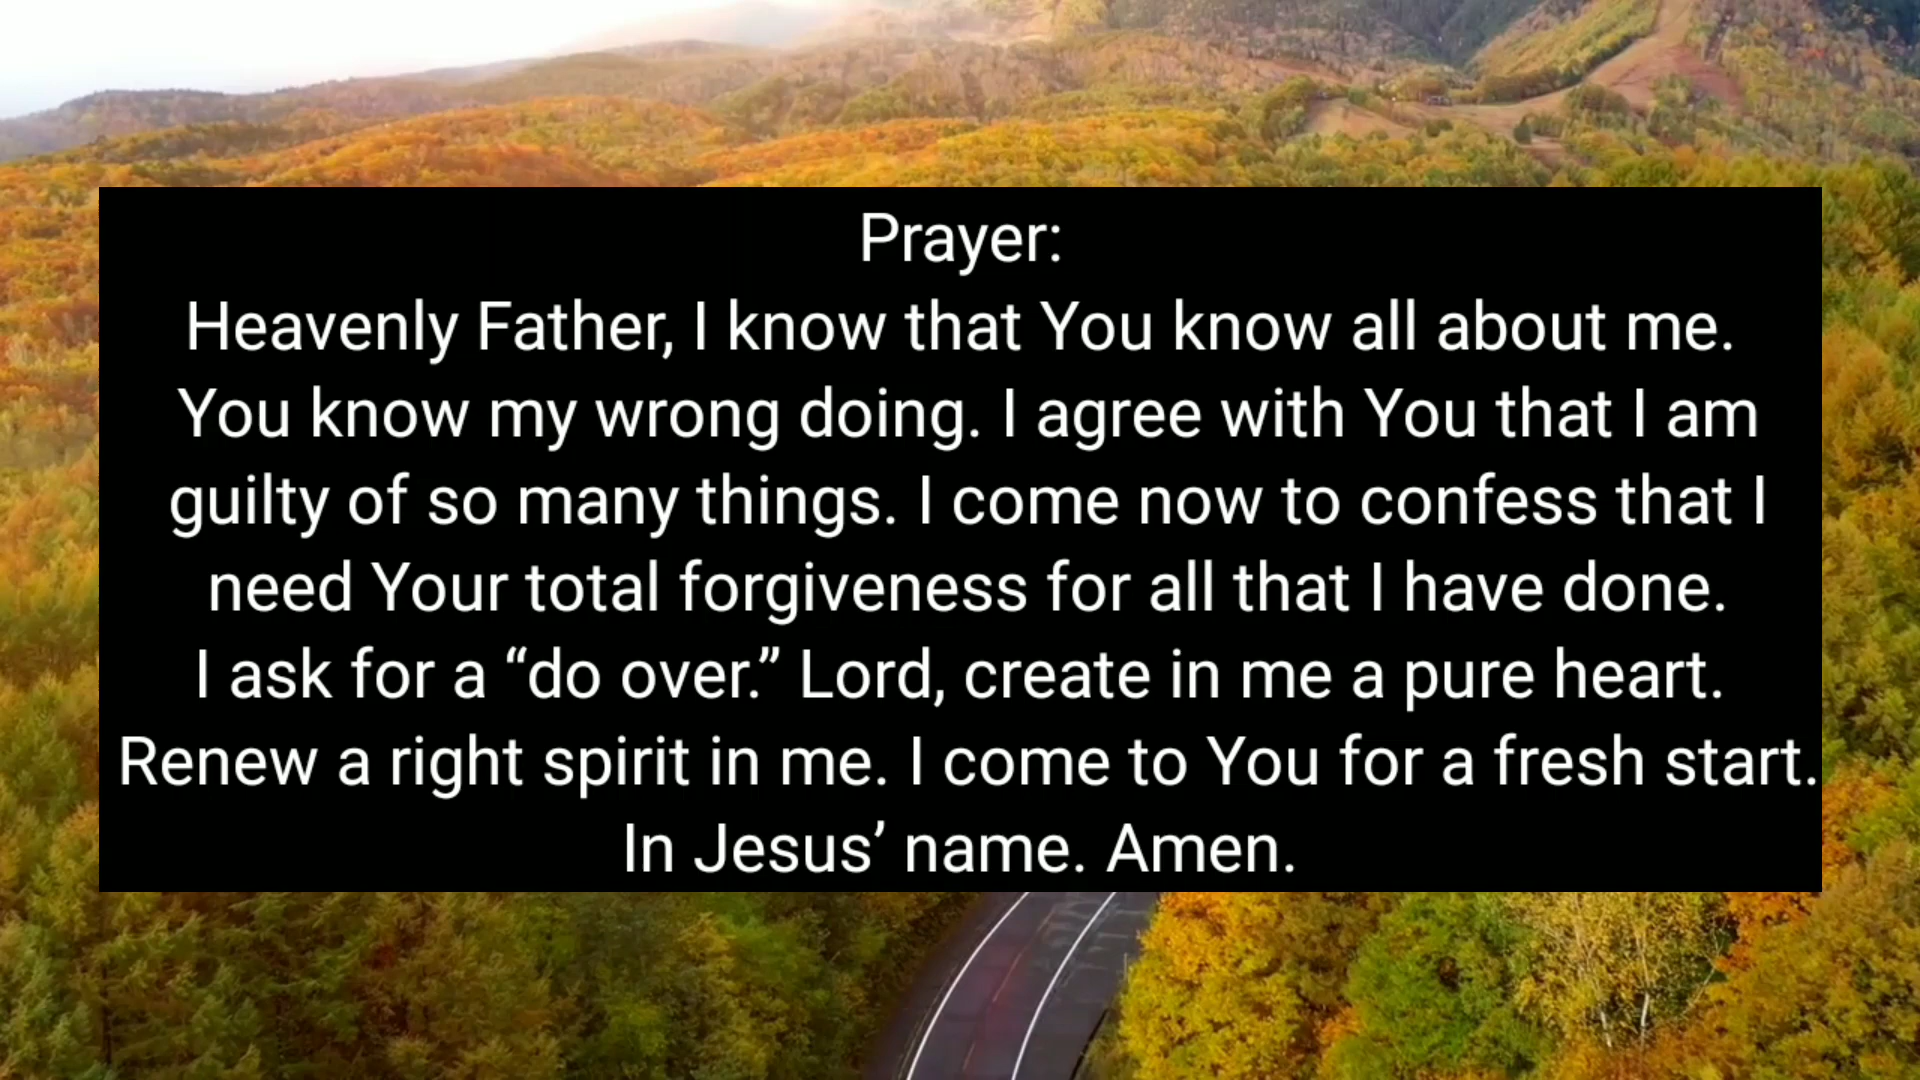 Prayer:
Heavenly Father, I know that You know all about me.
You know my wrong doing. I agree with You that I am
guilty of so many things. I come now to confess that I
need Your total forgiveness for all that I have done.
I ask for a “do over.” Lord, create in me a pure heart.
Renew a right spirit in me. I come to You for a fresh start.
In Jesus’ name. Amen.